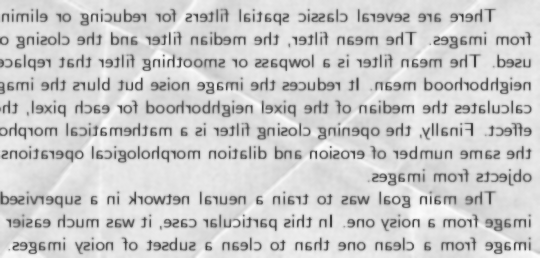 There are several classic spatial filters for reducing or elimin
from images. The mean filter, the median filter and the closing o
used. The mean filter is a lowpass or smoothing filter that replace
neighborhood mean. It reduces the image noise but blurs the imag
calculates the median of the pixel neighborhood for each pixel, th
effect. Finally, the opening closing filter is a mathematical morpho
the same number of erosion and dilation morphological operations
objects from images.
The main goal was to train a neural network in a supervised
image from a noisy one. In this particular case, it was much easier
image from a clean one than to clean a subset of noisy images.